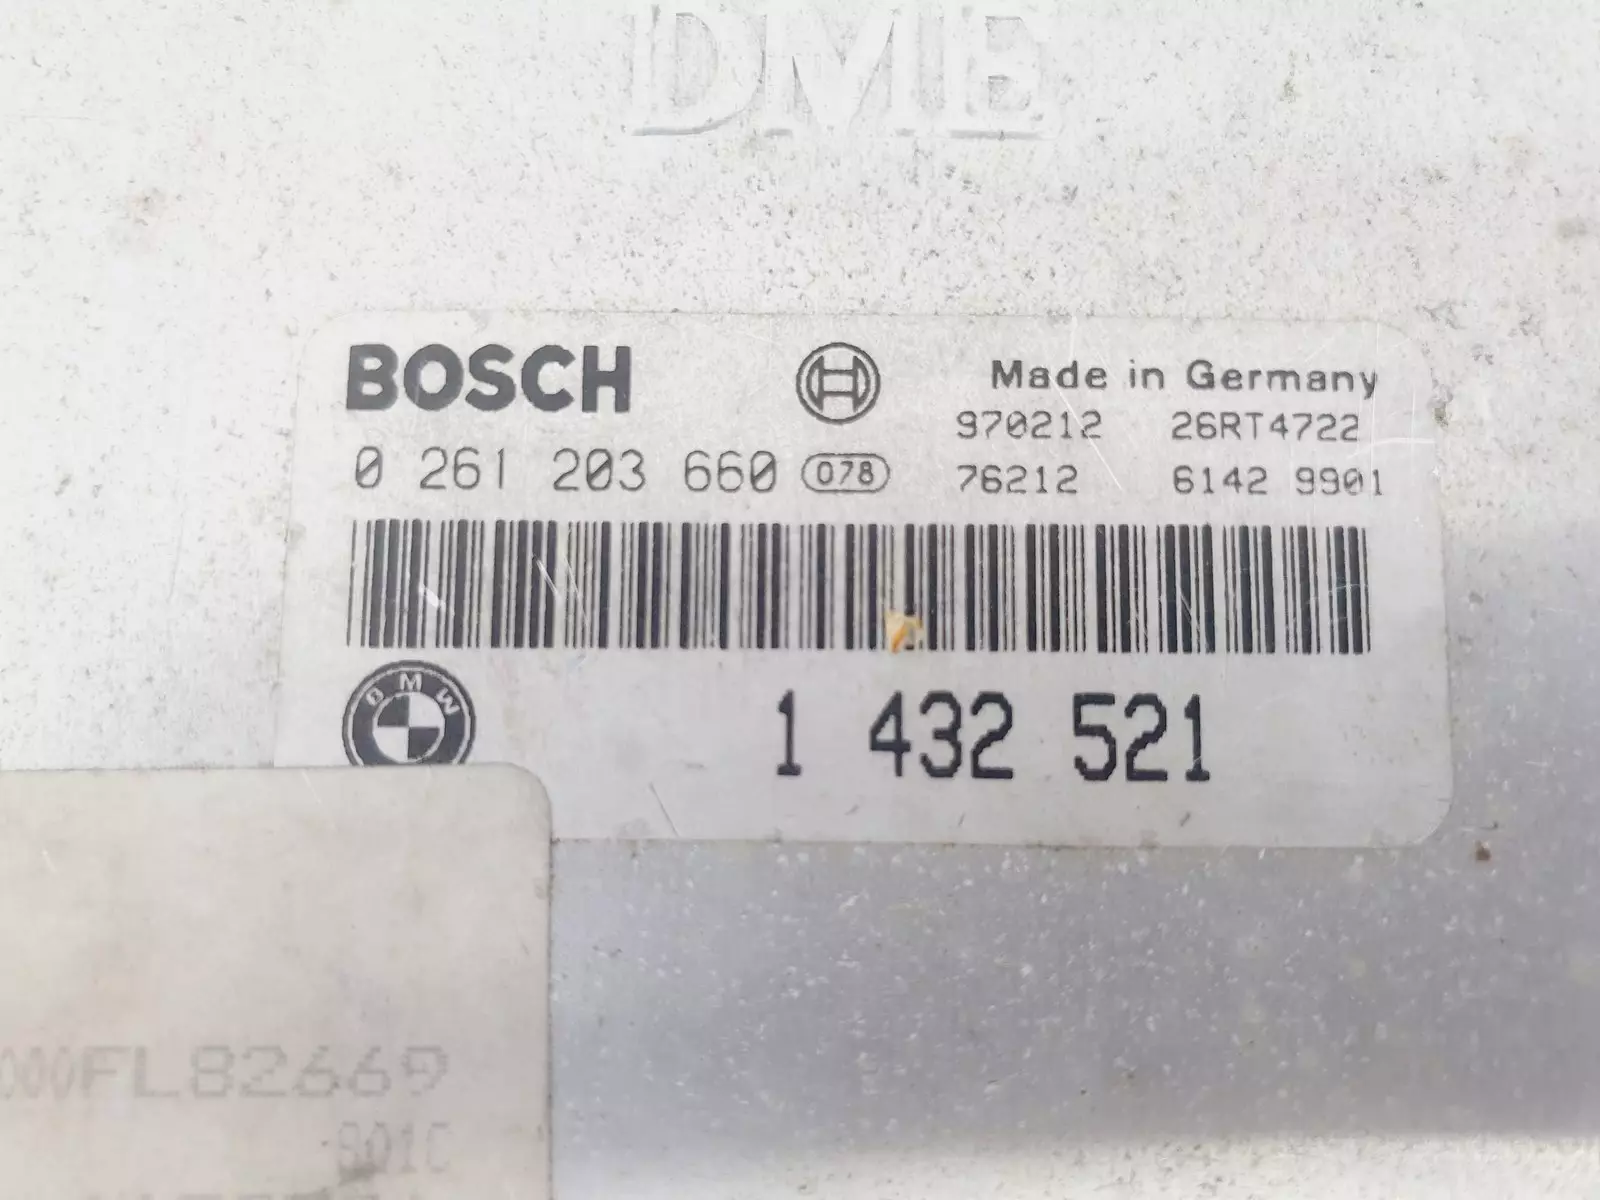 DME
BOSCH
Made in Germany
970212 26RT4722
0 261 203 660 078
76212 6142 9901
BMW
1 432 521
000FL82669
801C